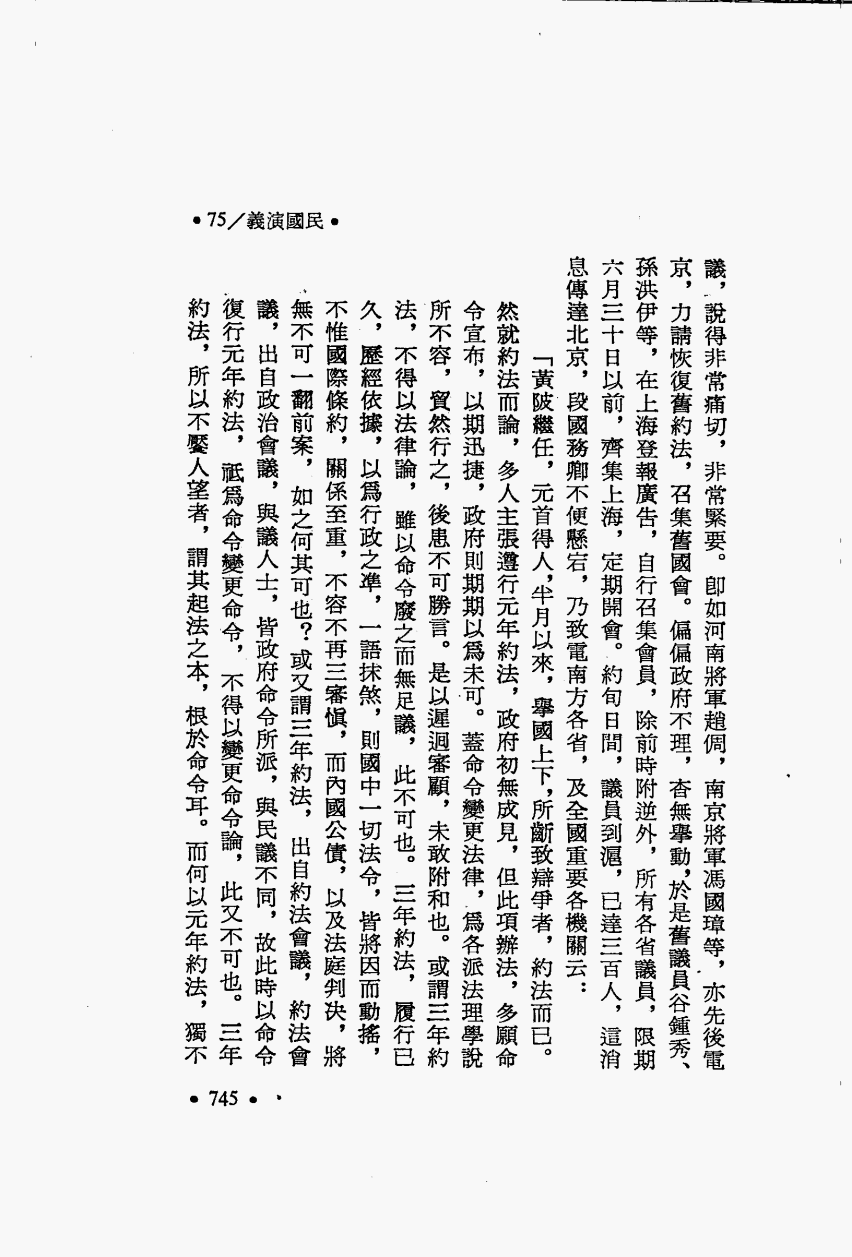 •75／義演國民•
議，說得非常痛切，非常緊要。卽如河南將軍趙倜，南京將軍馮國璋等，亦先後電
京，力請恢復舊約法，召集舊國會。偏偏政府不理，杳無舉動，於是舊議員谷鍾秀、
孫洪伊等，在上海登報廣告，自行召集會員，除前時附逆外，所有各省議員，限期
六月三十日以前，齊集上海，定期開會。約旬日間，議員到滬，已達三百人，這消
息傳達北京，段國務卿不便懸宕，乃致電南方各省，及全國重要各機關云：
「黃陂繼任，元首得人，半月以來，舉國上下，所齗致辯爭者，約法而已。
然就約法而論，多人主張遵行元年約法，政府初無成見，但此項辦法，多願命
令宣布，以期迅捷，政府則期期以爲未可。蓋命令變更法律，爲各派法理學說
所不容，貿然行之，後患不可勝言。是以遲迴審顧，未敢附和也。或謂三年約
法，不得以法律論，雖以命令廢之而無足議，此不可也。三年約法，履行已
久，歷經依據，以爲行政之準，一語抹煞，則國中一切法令，皆將因而動搖，
不惟國際條約，關係至重，不容不再三審愼，而內國公債，以及法庭判决，將
無不可一翻前案，如之何其可也？或又謂三年約法，出自約法會議，約法會
議，出自政治會議，與議人士，皆政府命令所派，與民議不同，故此時以命令
復行元年約法，祇爲命令變更命令，不得以變更命令論，此又不可也。三年
約法，所以不饜人望者，謂其起法之本，根於命令耳。而何以元年約法，獨不
•745•